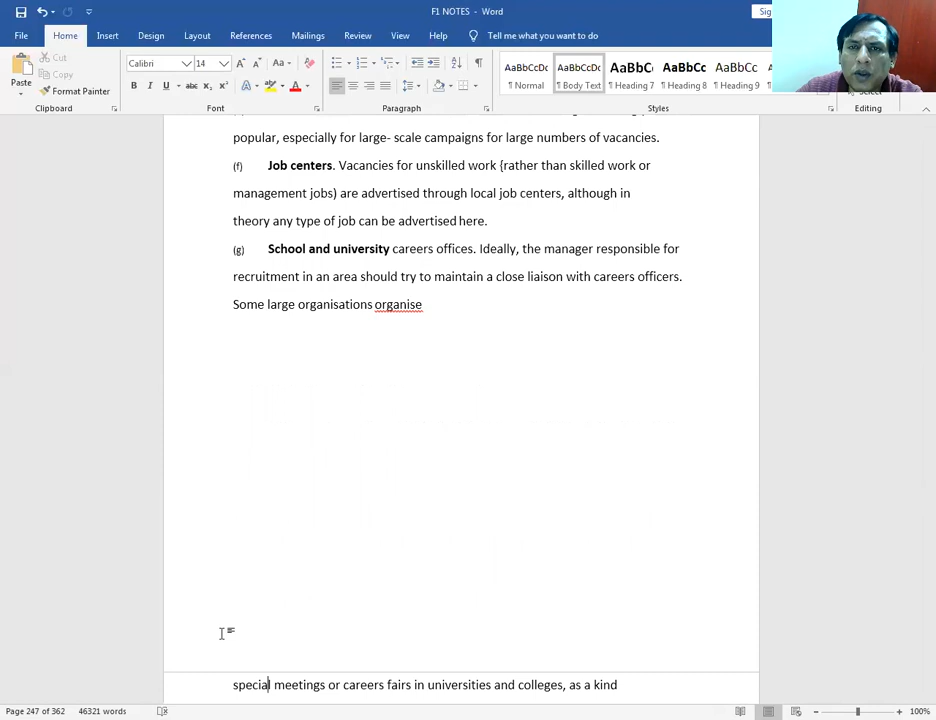 F1 NOTES - Word
Sig
File Home Insert Design Layout References Mailings Review View Help Tell me what you want to do
Paste
Cut
Copy
Format Painter
Calibri 14
AaBbCcDc AaBbCcDc AaBbCc AaBbCc AaBbCc
¶ Normal ¶ Body Text ¶ Heading 7 ¶ Heading 8 ¶ Heading 9
Clipboard Font Paragraph Styles Editing
popular, especially for large- scale campaigns for large numbers of vacancies.
(f) Job centers. Vacancies for unskilled work {rather than skilled work or
management jobs) are advertised through local job centers, although in
theory any type of job can be advertised here.
(g) School and university careers offices. Ideally, the manager responsible for
recruitment in an area should try to maintain a close liaison with careers officers.
Some large organisations organise
special meetings or careers fairs in universities and colleges, as a kind
Page 247 of 362 46321 words 100%